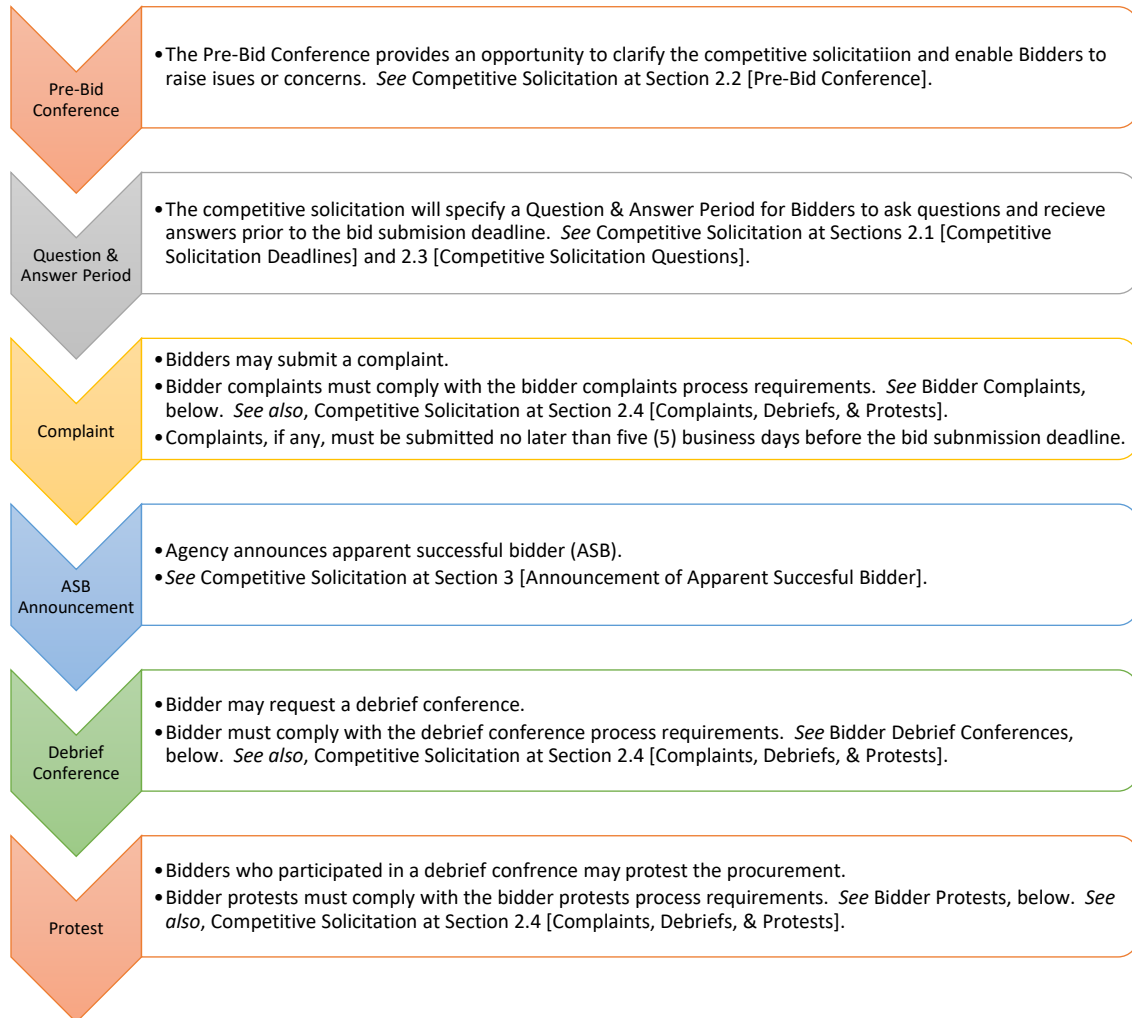 Pre-Bid
Conference
•The Pre-Bid Conference provides an opportunity to clarify the competitive solicitatiion and enable Bidders to
raise isues or concerns.  See Competitive Solicitation at Section 2.2 [Pre-Bid Conference].
Question &
Answer Period
•The competitive solicitation will specify a Question & Answer Period for Bidders to ask questions and recieve
answers prior to the bid submision deadline.  See Competitive Solicitation at Sections 2.1 [Competitive
Solicitation Deadlines] and 2.3 [Competitive Solicitation Questions].
Complaint
•Bidders may submit a complaint.
•Bidder complaints must comply with the bidder complaints process requirements.  See Bidder Complaints,
below.  See also, Competitive Solicitation at Section 2.4 [Complaints, Debriefs, & Protests].
•Complaints, if any, must be submitted no later than five (5) business days before the bid subnmission deadline.
ASB
Announcement
•Agency announces apparent successful bidder (ASB).
•See Competitive Solicitation at Section 3 [Announcement of Apparent Succesful Bidder].
Debrief
Conference
•Bidder may request a debrief conference.
•Bidder must comply with the debrief conference process requirements.  See Bidder Debrief Conferences,
below.  See also, Competitive Solicitation at Section 2.4 [Complaints, Debriefs, & Protests].
Protest
•Bidders who participated in a debrief confrence may protest the procurement.
•Bidder protests must comply with the bidder protests process requirements.  See Bidder Protests, below.  See
also, Competitive Solicitation at Section 2.4 [Complaints, Debriefs, & Protests].